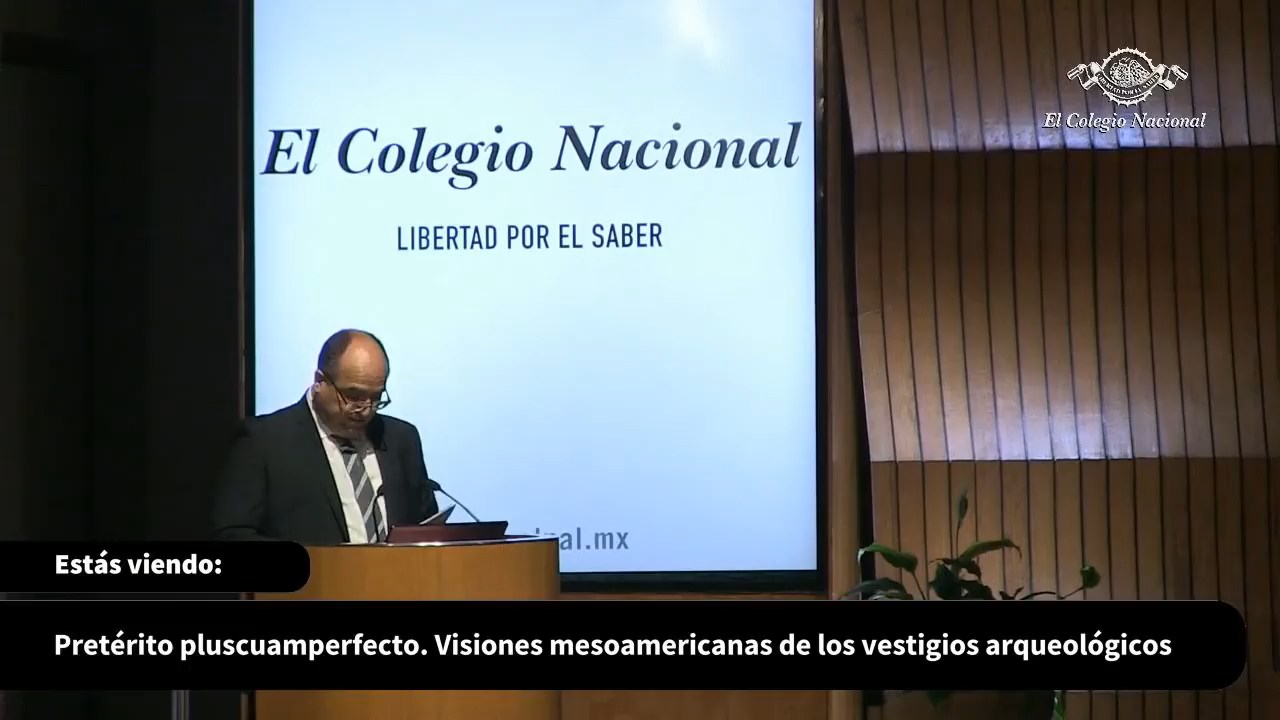 El Colegio Nacional
El Colegio Nacional
LIBERTAD POR EL SABER
nal.mx
Estás viendo:
Pretérito pluscuamperfecto. Visiones mesoamericanas de los vestigios arqueológicos